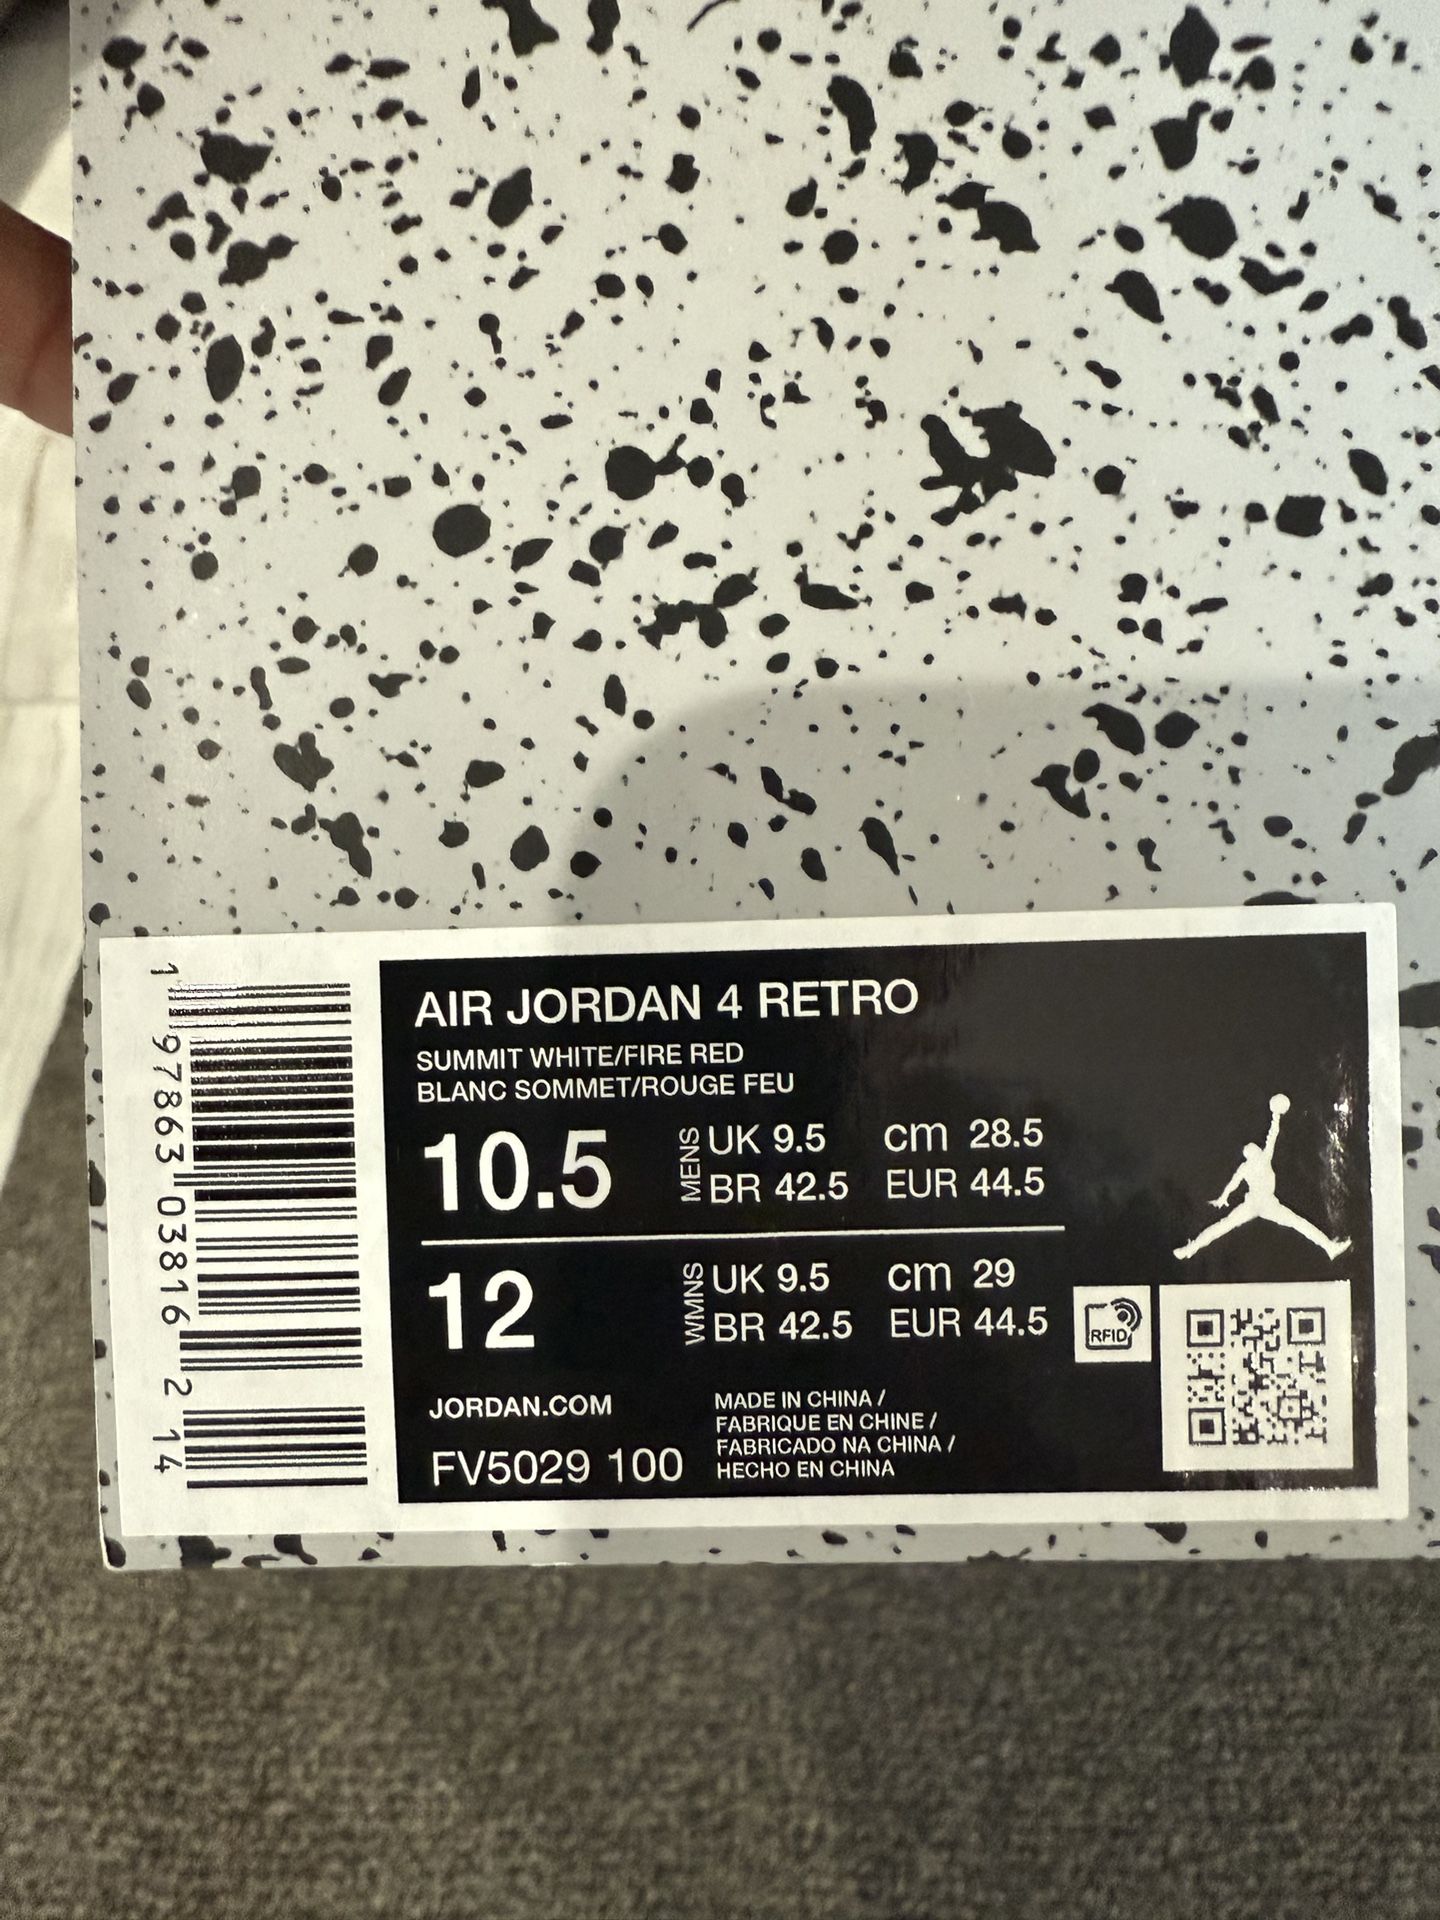 1 97863 03816 2 14
AIR JORDAN 4 RETRO
SUMMIT WHITE/FIRE RED
BLANC SOMMET/ROUGE FEU
10.5 MENS UK 9.5 cm 28.5
BR 42.5 EUR 44.5
12 WMNS UK 9.5 cm 29
BR 42.5 EUR 44.5
RFID
JORDAN.COM
FV5029 100
MADE IN CHINA /
FABRIQUE EN CHINE /
FABRICADO NA CHINA /
HECHO EN CHINA